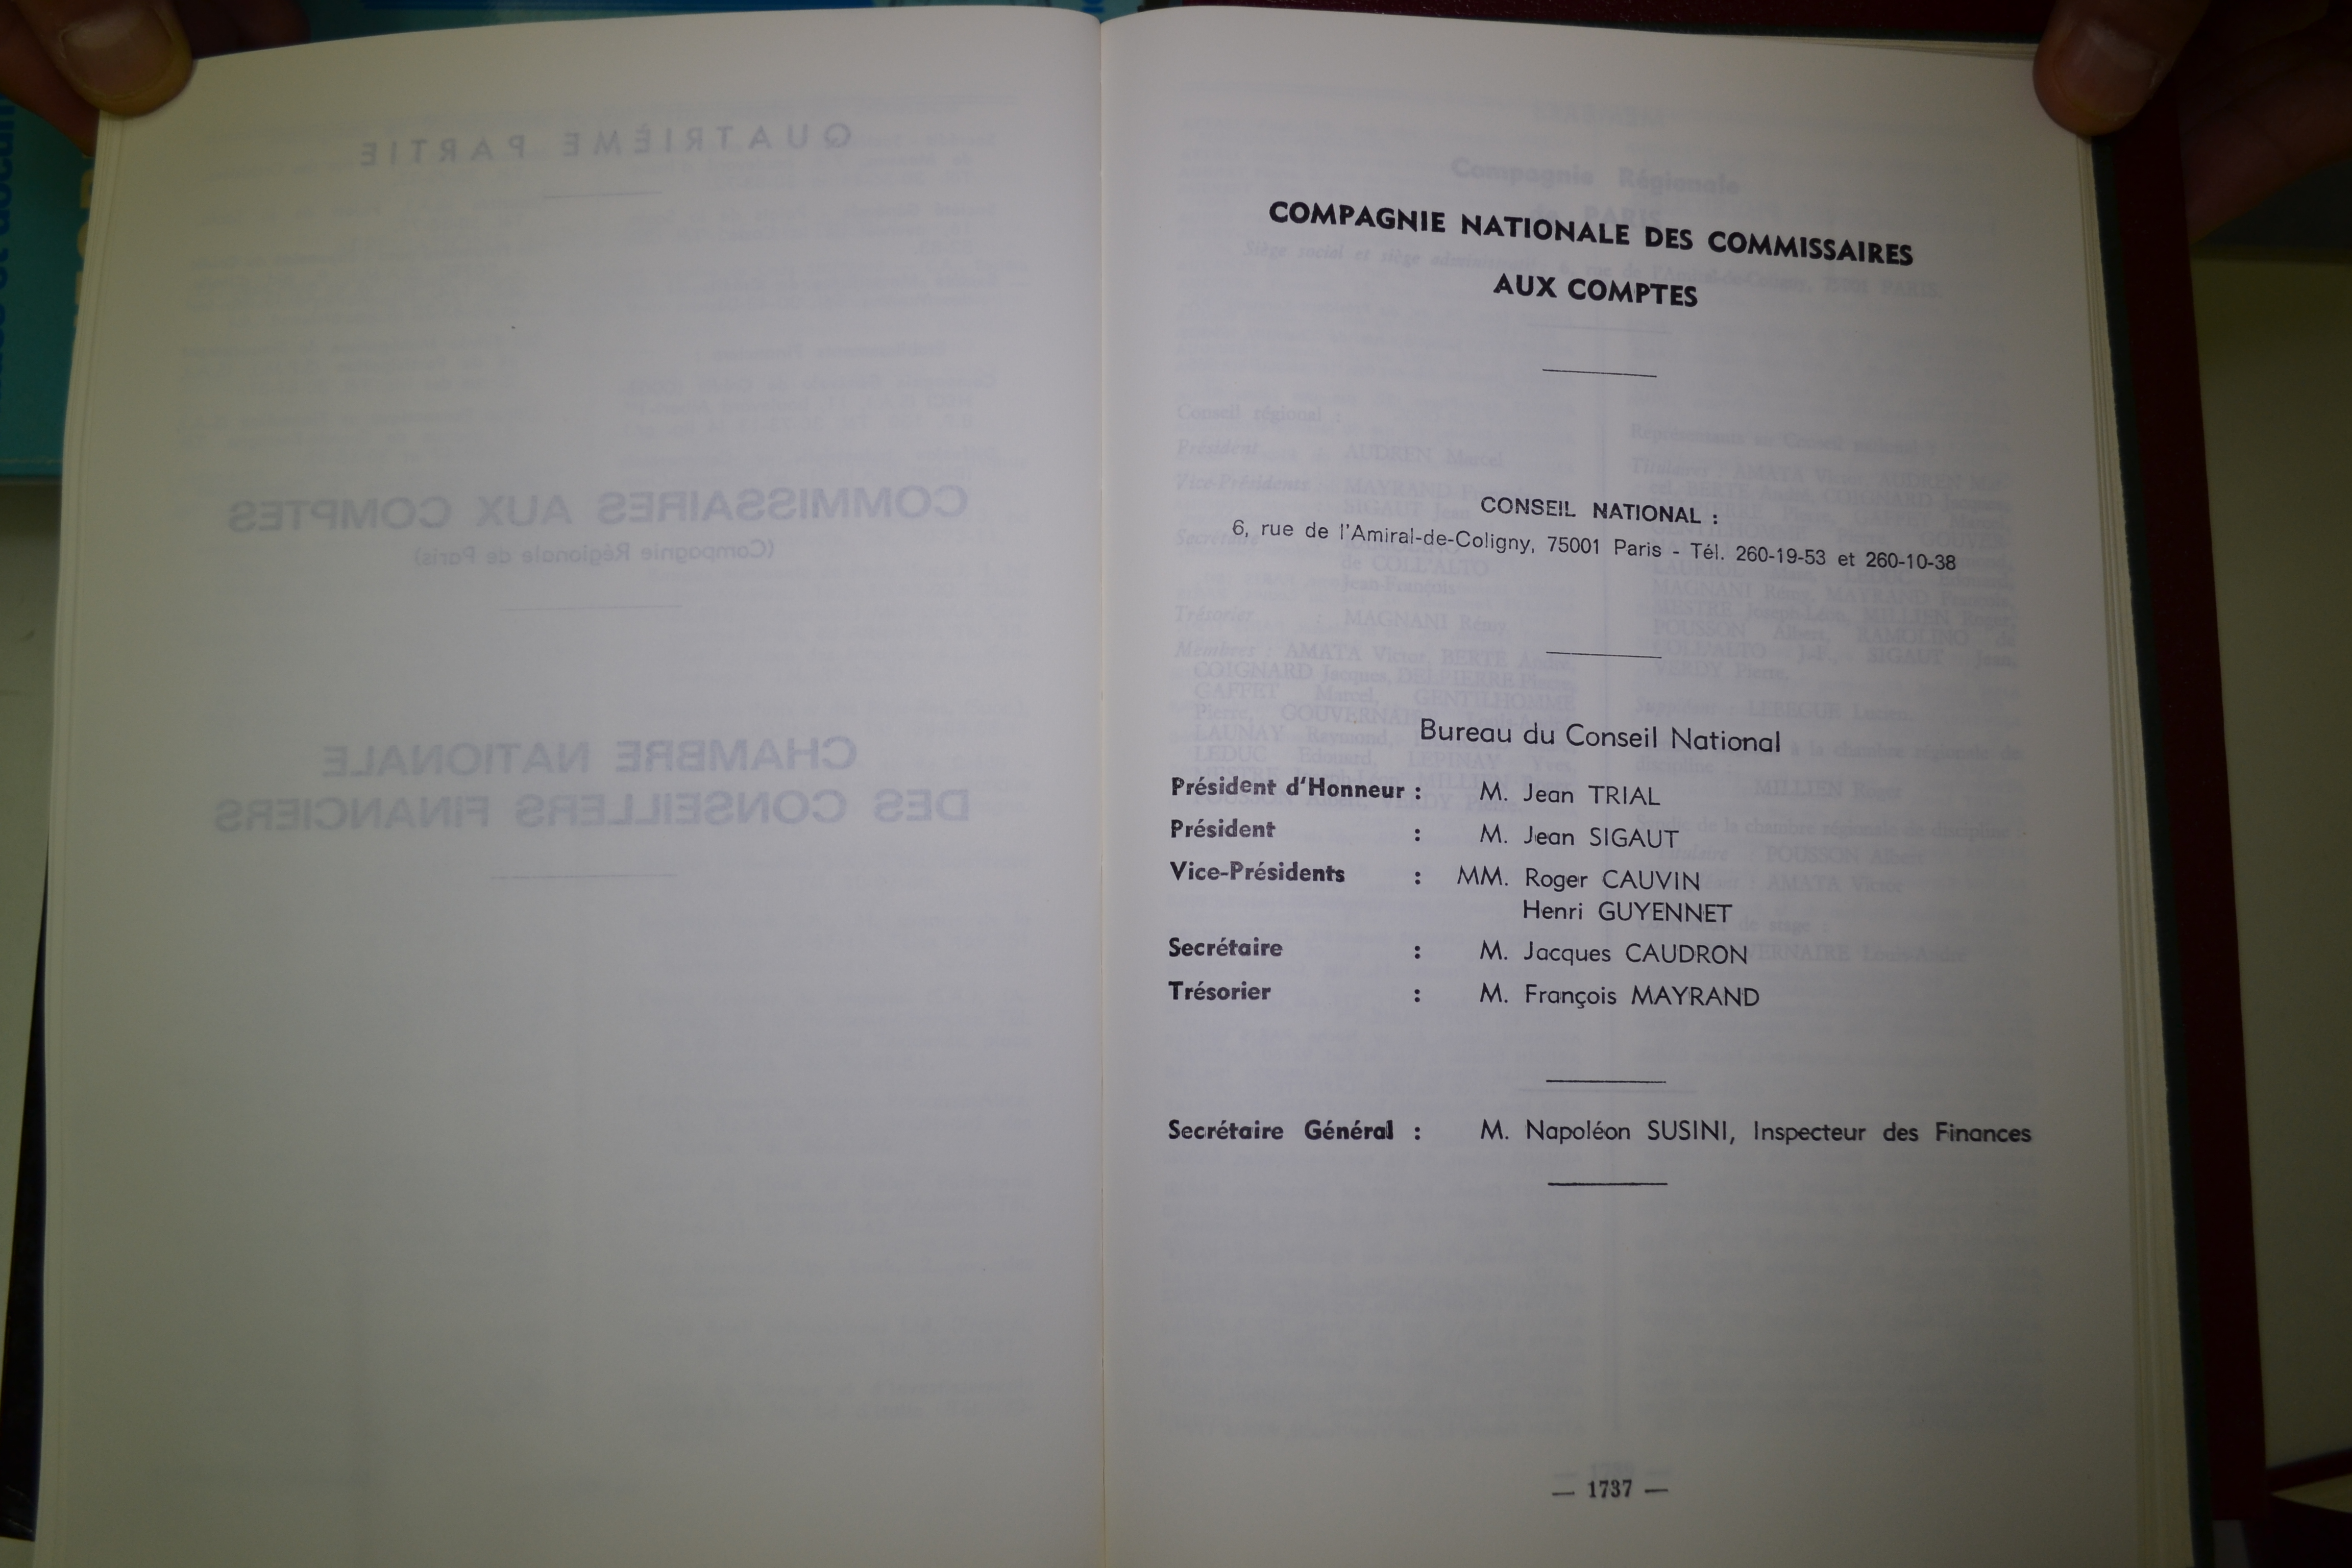 COMPAGNIE NATIONALE DES COMMISSAIRES
AUX COMPTES
CONSEIL NATIONAL :
6, rue de l'Amiral-de-Coligny, 75001 Paris - Tél. 260-19-53 et 260-10-38
Bureau du Conseil National
Président d'Honneur : M. Jean TRIAL
Président : M. Jean SIGAUT
Vice-Présidents : MM. Roger CAUVIN
Henri GUYENNET
Secrétaire : M. Jacques CAUDRON
Trésorier : M. François MAYRAND
Secrétaire Général : M. Napoléon SUSINI, Inspecteur des Finances
— 1737 —